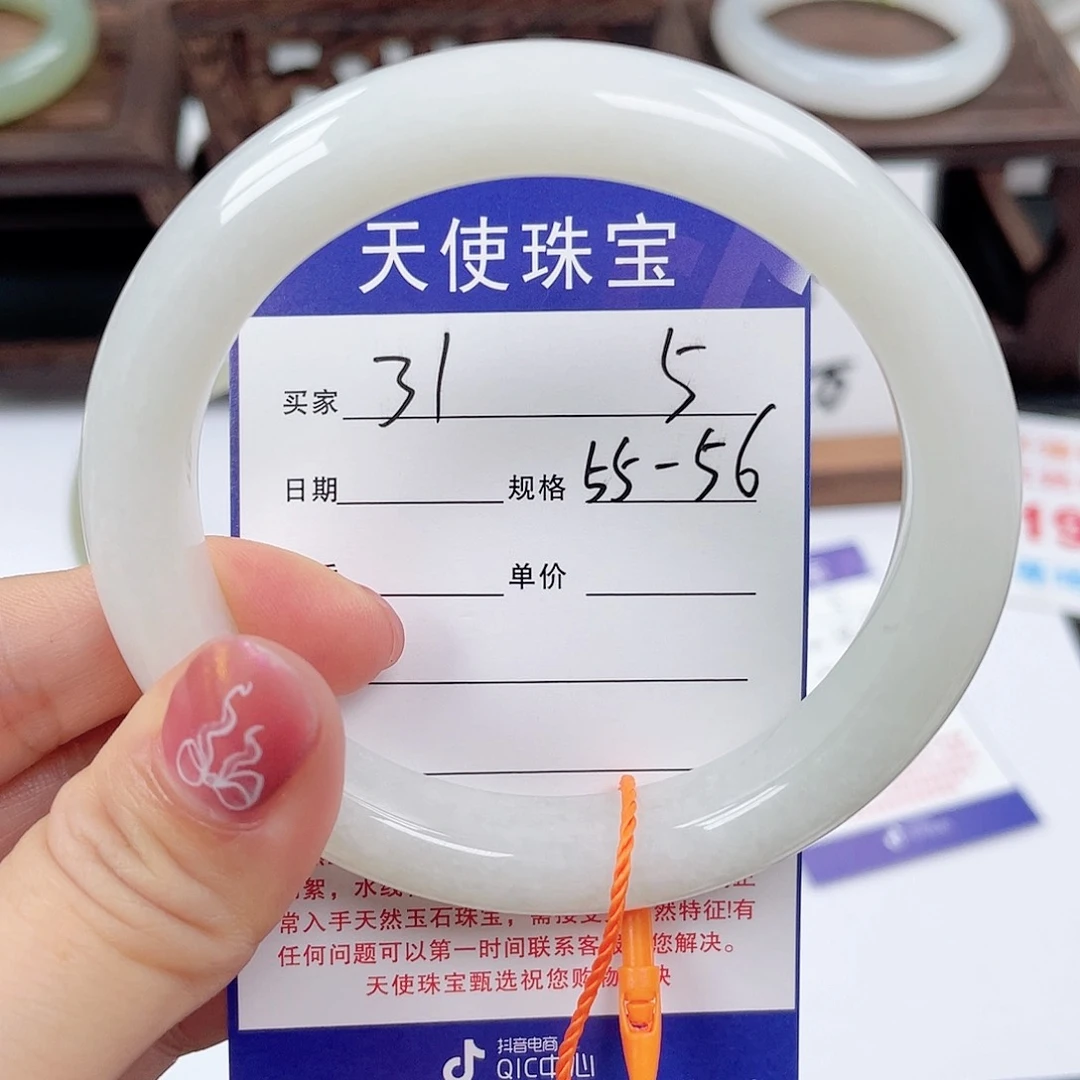 天使珠宝
买家 31 5
日期 规格 55-56
单价
絮，水线
常入手天然玉石珠宝，需接受 然特征!有
任何问题可以第一时间联系客服 您解决。
天使珠宝甄选祝您购物 快
抖音电商
QIC中心
19